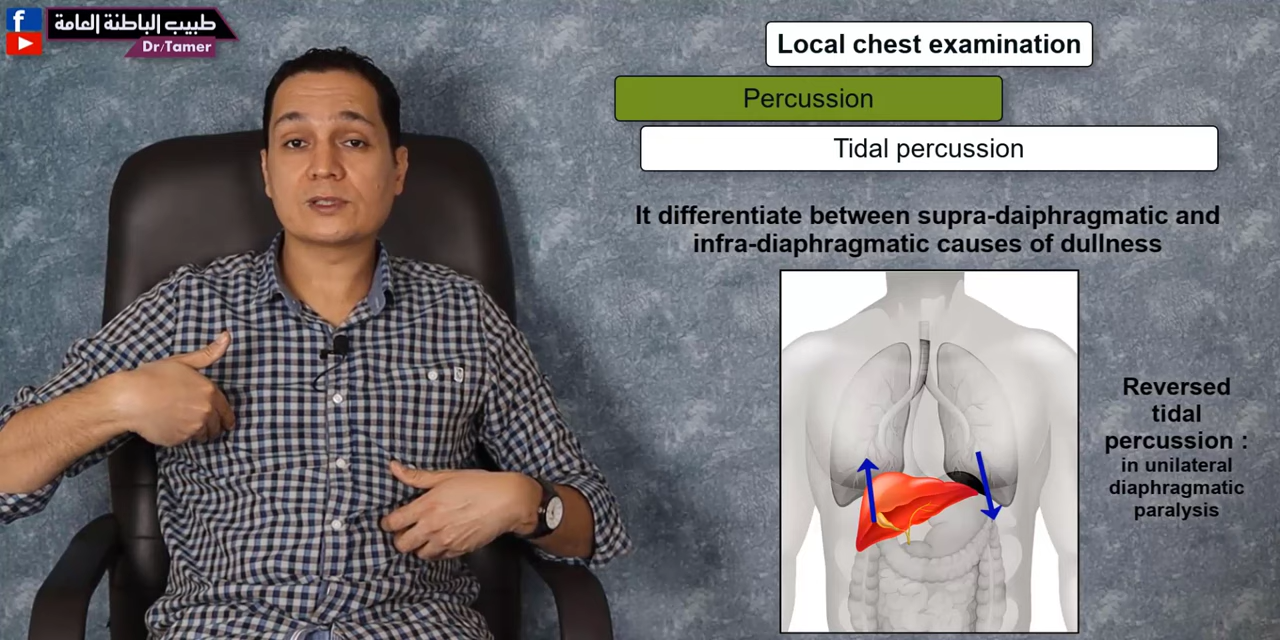 f
طبيب الباطنة العامة
Dr/Tamer
Local chest examination
Percussion
Tidal percussion
It differentiate between supra-daiphragmatic and
infra-diaphragmatic causes of dullness
Reversed
tidal
percussion :
in unilateral
diaphragmatic
paralysis